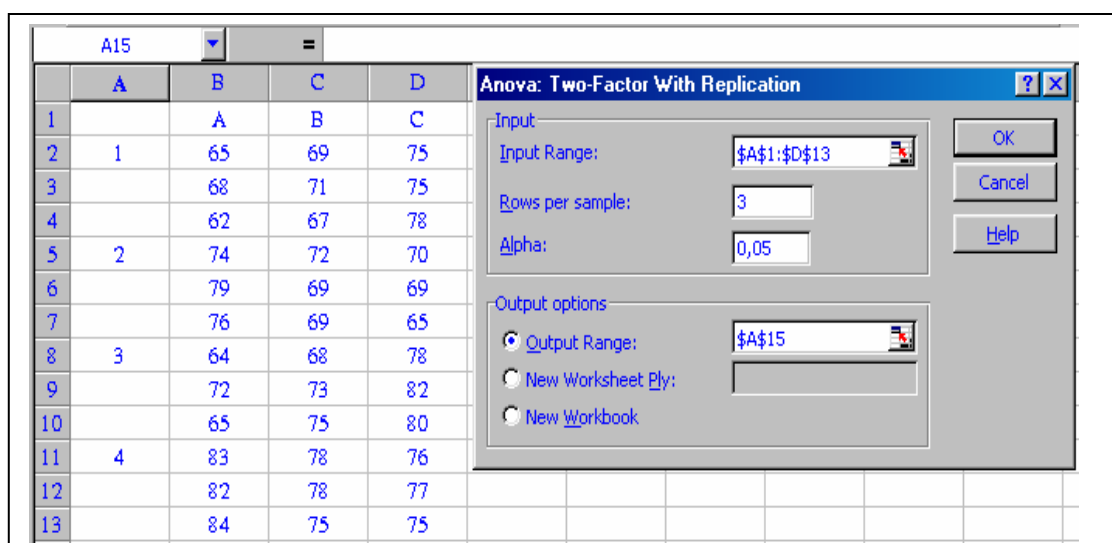 A15 =
A B C D
1 A B C
2 1 65 69 75
3 68 71 75
4 62 67 78
5 2 74 72 70
6 79 69 69
7 76 69 65
8 3 64 68 78
9 72 73 82
10 65 75 80
11 4 83 78 76
12 82 78 77
13 84 75 75
Anova: Two-Factor With Replication ? X
Input
Input Range: $A$1:$D$13
Rows per sample: 3
Alpha: 0,05
Output options
Output Range: $A$15
New Worksheet Ply:
New Workbook
OK
Cancel
Help